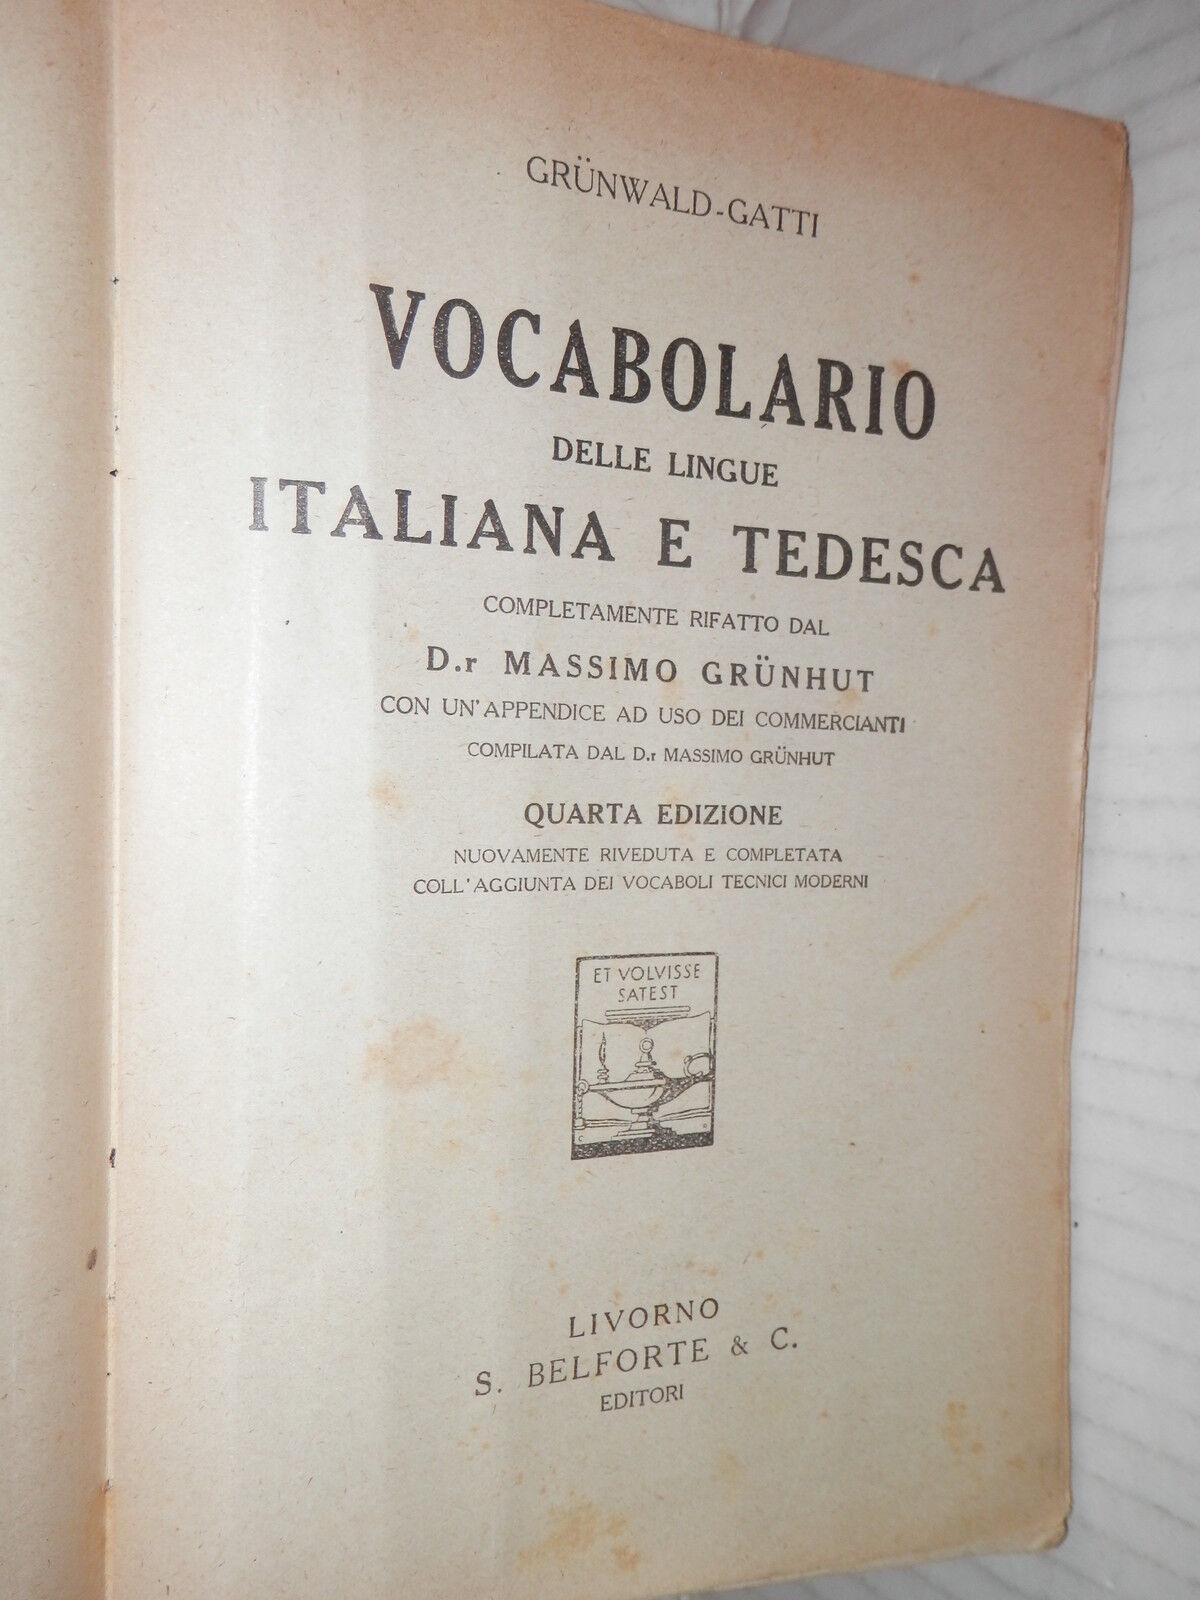 GRÜNWALD-GATTI
VOCABOLARIO
DELLE LINGUE
ITALIANA E TEDESCA
COMPLETAMENTE RIFATTO DAL
D.r MASSIMO GRÜNHUT
CON UN'APPENDICE AD USO DEI COMMERCIANTI
COMPILATA DAL D.r MASSIMO GRÜNHUT
QUARTA EDIZIONE
NUOVAMENTE RIVEDUTA E COMPLETATA
COLL'AGGIUNTA DEI VOCABOLI TECNICI MODERNI
ET VOLVISSE
SATEST
LIVORNO
S. BELFORTE & C.
EDITORI